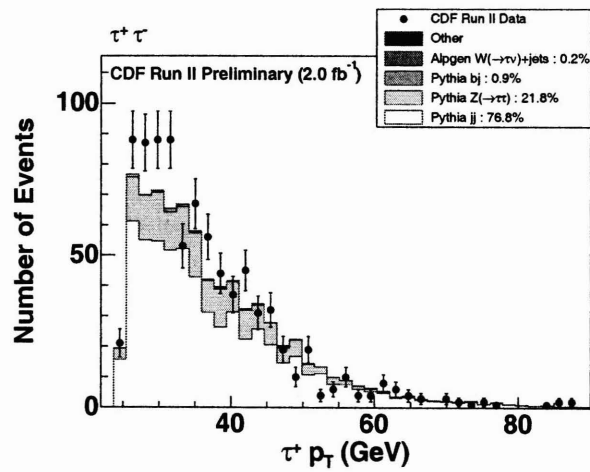 τ⁺ τ⁻
CDF Run II Data
Other
Alpgen W(→τν)+jets : 0.2%
Pythia bj : 0.9%
Pythia Z(→ττ) : 21.8%
Pythia jj : 76.8%
CDF Run II Preliminary (2.0 fb⁻¹)
Number of Events
100
50
0
40
60
80
τ⁺ p_T (GeV)